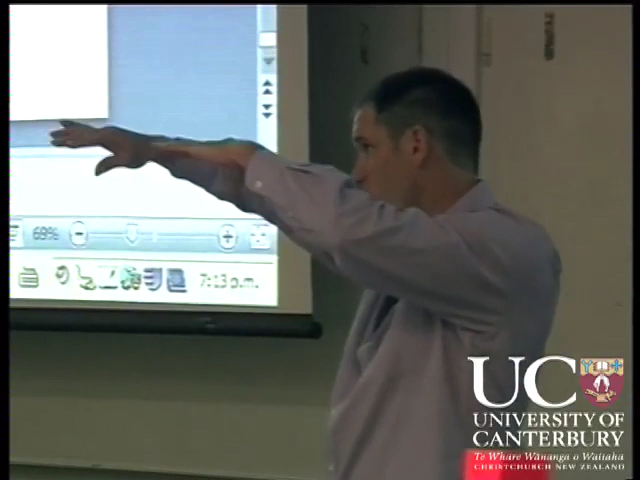 69%
7:13 p.m.
UC
UNIVERSITY OF
CANTERBURY
Te Whare Wānanga o Waitaha
CHRISTCHURCH NEW ZEALAND